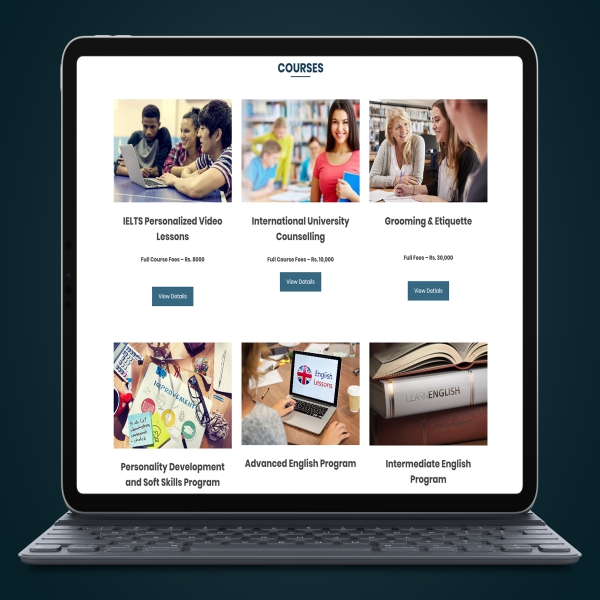 COURSES
IELTS Personalized Video
Lessons
Full Course Fees – Rs. 8000
View Details
International University
Counselling
Full Course Fees – Rs. 10,000
View Details
Grooming & Etiquette
Full Fees – Rs. 30,000
View Details
IMPROVEMENT
English
Lessons
LEARN ENGLISH
Personality Development
and Soft Skills Program
Advanced English Program
Intermediate English
Program